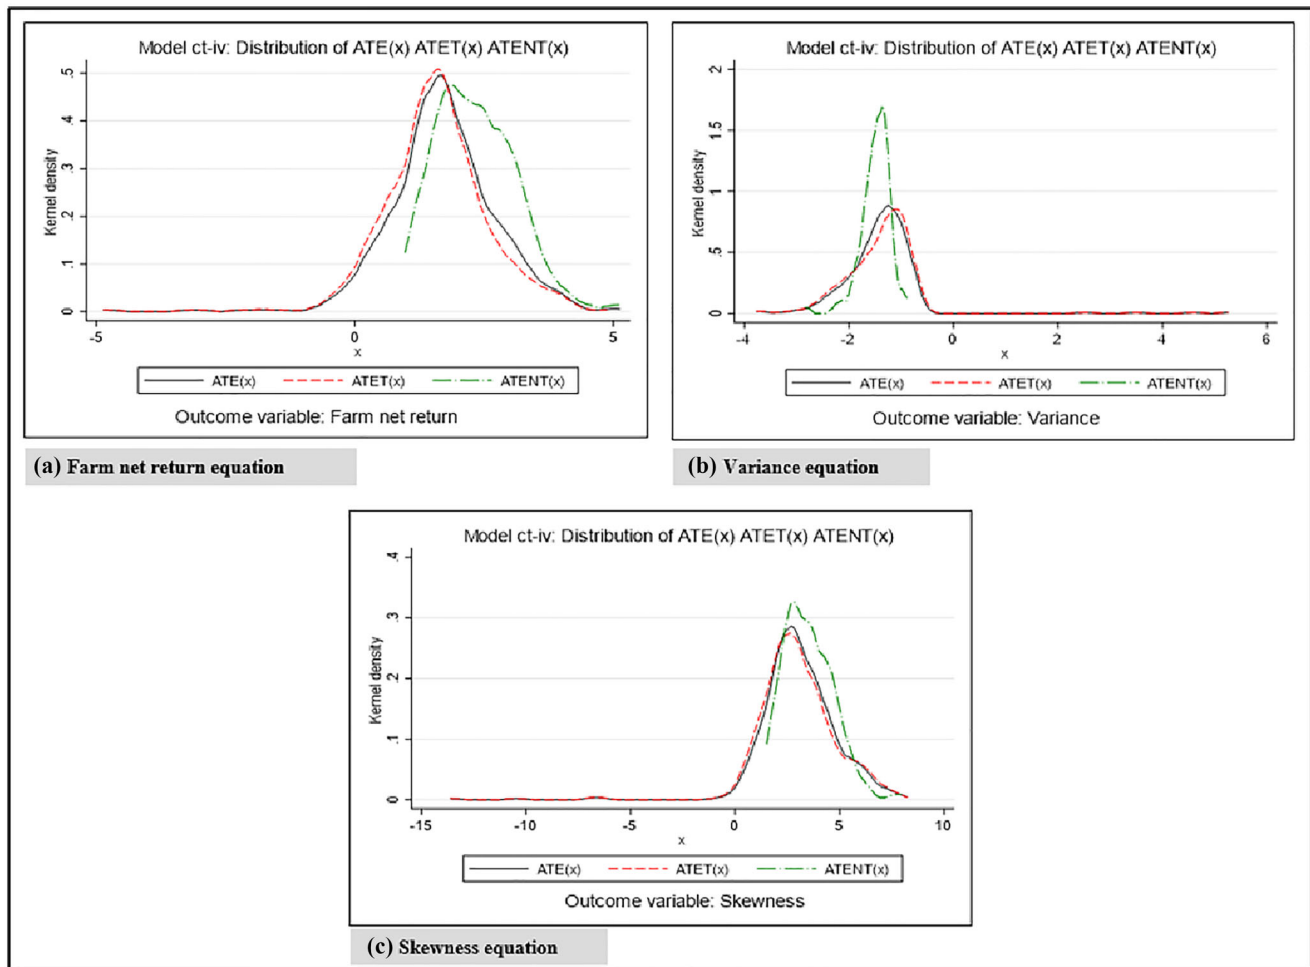 Model ct-iv: Distribution of ATE(x) ATET(x) ATENT(x)
Kernel density
.5
.4
.3
.2
.1
0
-5
0
5
x
ATE(x)
ATET(x)
ATENT(x)
Outcome variable: Farm net return
(a) Farm net return equation
Model ct-iv: Distribution of ATE(x) ATET(x) ATENT(x)
Kernel density
2
1.5
1
.5
0
-4
-2
0
2
4
6
x
ATE(x)
ATET(x)
ATENT(x)
Outcome variable: Variance
(b) Variance equation
Model ct-iv: Distribution of ATE(x) ATET(x) ATENT(x)
Kernel density
.4
.3
.2
.1
0
-15
-10
-5
0
5
10
x
ATE(x)
ATET(x)
ATENT(x)
Outcome variable: Skewness
(c) Skewness equation